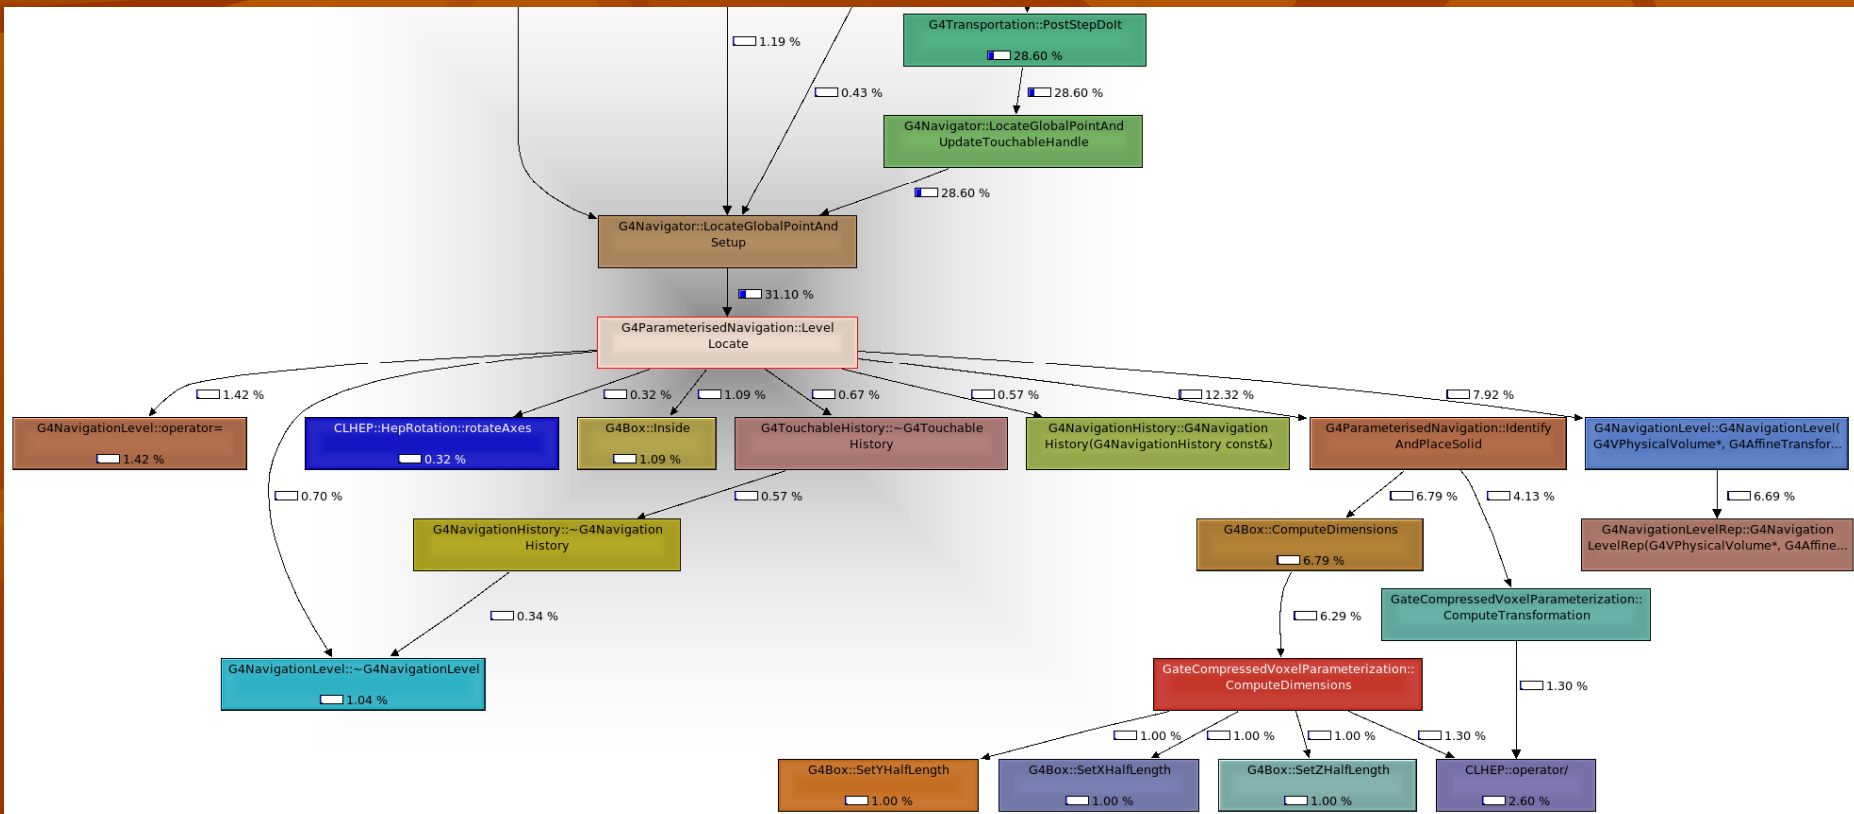 G4Transportation::PostStepDoIt
28.60 %
1.19 %
0.43 %
28.60 %
G4Navigator::LocateGlobalPointAnd
UpdateTouchableHandle
28.60 %
G4Navigator::LocateGlobalPointAnd
Setup
31.10 %
G4ParameterisedNavigation::Level
Locate
1.42 %
0.32 %
1.09 %
0.67 %
0.57 %
12.32 %
7.92 %
G4NavigationLevel::operator=
1.42 %
CLHEP::HepRotation::rotateAxes
0.32 %
G4Box::Inside
1.09 %
G4TouchableHistory::~G4Touchable
History
G4NavigationHistory::G4Navigation
History(G4NavigationHistory const&)
G4ParameterisedNavigation::Identify
AndPlaceSolid
G4NavigationLevel::G4NavigationLevel(
G4VPhysicalVolume*, G4AffineTransfor...
0.70 %
0.57 %
6.79 %
4.13 %
6.69 %
G4NavigationHistory::~G4Navigation
History
G4Box::ComputeDimensions
6.79 %
G4NavigationLevelRep::G4Navigation
LevelRep(G4VPhysicalVolume*, G4Affine...
0.34 %
6.29 %
GateCompressedVoxelParameterization::
ComputeTransformation
G4NavigationLevel::~G4NavigationLevel
1.04 %
GateCompressedVoxelParameterization::
ComputeDimensions
1.30 %
1.00 %
1.00 %
1.00 %
1.30 %
G4Box::SetYHalfLength
1.00 %
G4Box::SetXHalfLength
1.00 %
G4Box::SetZHalfLength
1.00 %
CLHEP::operator/
2.60 %